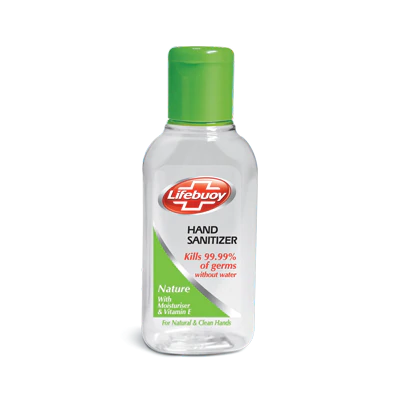 Lifebuoy
HAND
SANITIZER
Kills 99.99%
of germs
without water
Nature
With
Moisturiser
& Vitamin E
For Natural & Clean Hands